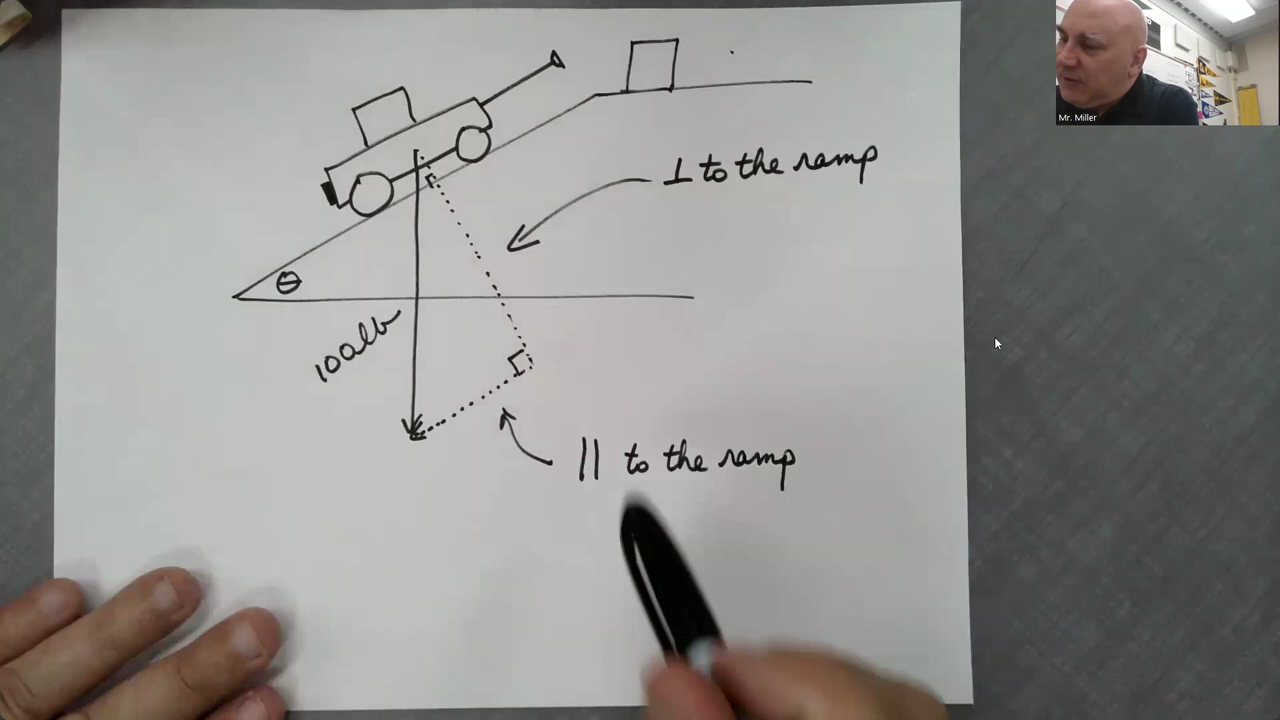 ⊥ to the ramp
θ
100lb
|| to the ramp
Mr. Miller